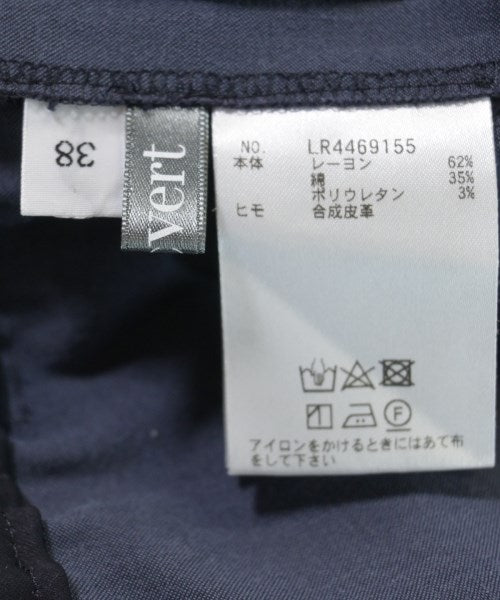 38
vert
NO. LR4469155
本体 レーヨン 62%
綿 35%
ポリウレタン 3%
ヒモ 合成皮革
アイロンをかけるときにはあて布
をして下さい